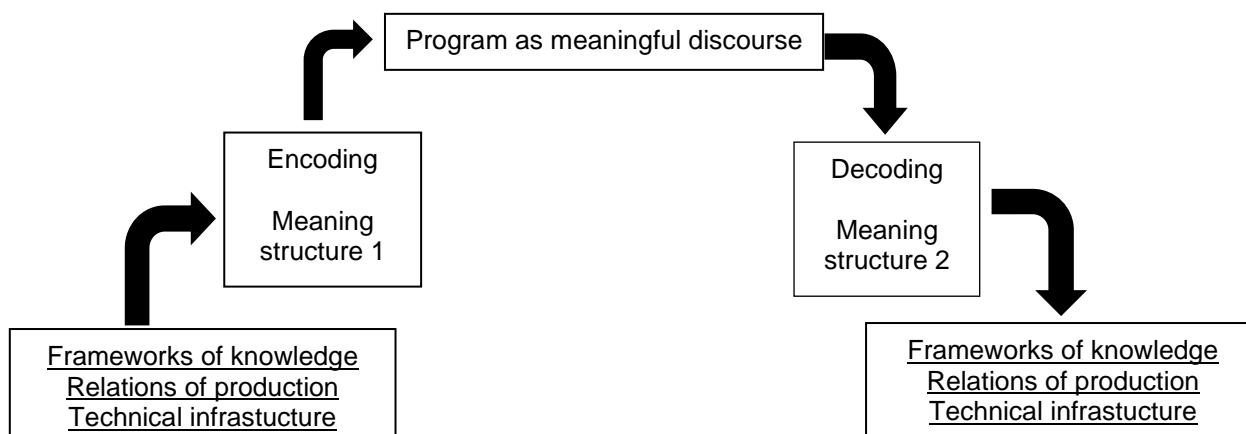 Program as meaningful discourse
Encoding
Meaning
structure 1
Decoding
Meaning
structure 2
Frameworks of knowledge
Relations of production
Technical infrastucture
Frameworks of knowledge
Relations of production
Technical infrastucture